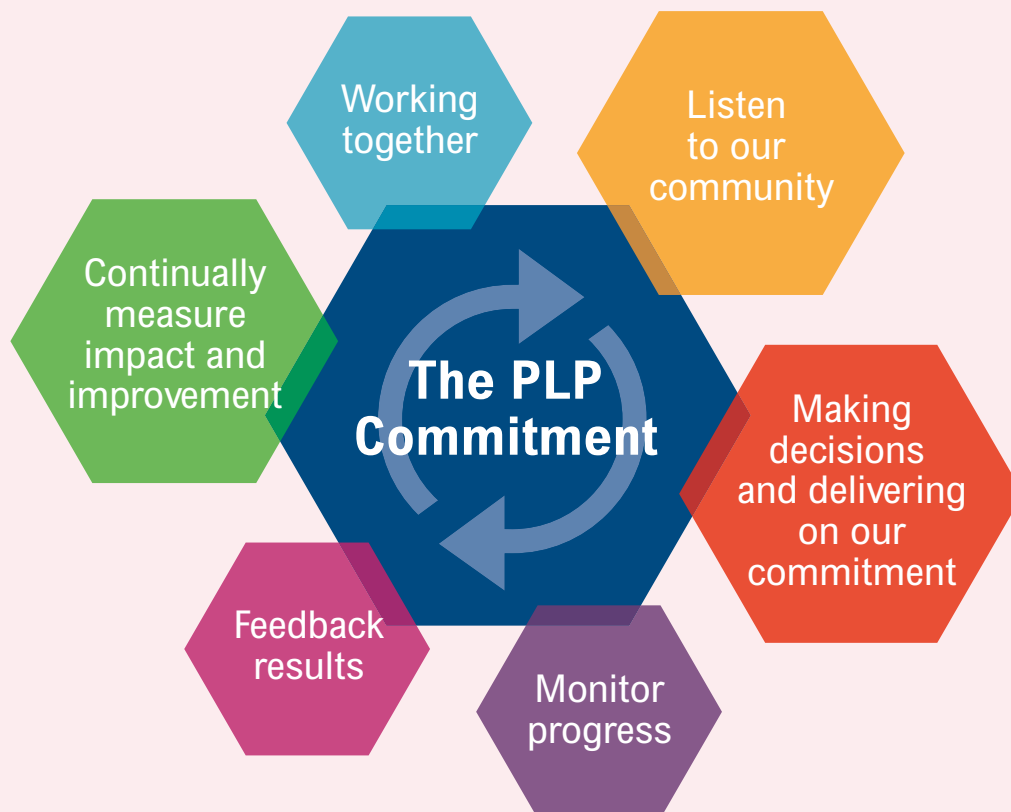 Working
together
Listen
to our
community
Continually
measure
impact and
improvement
The PLP
Commitment
Making
decisions
and delivering
on our
commitment
Feedback
results
Monitor
progress